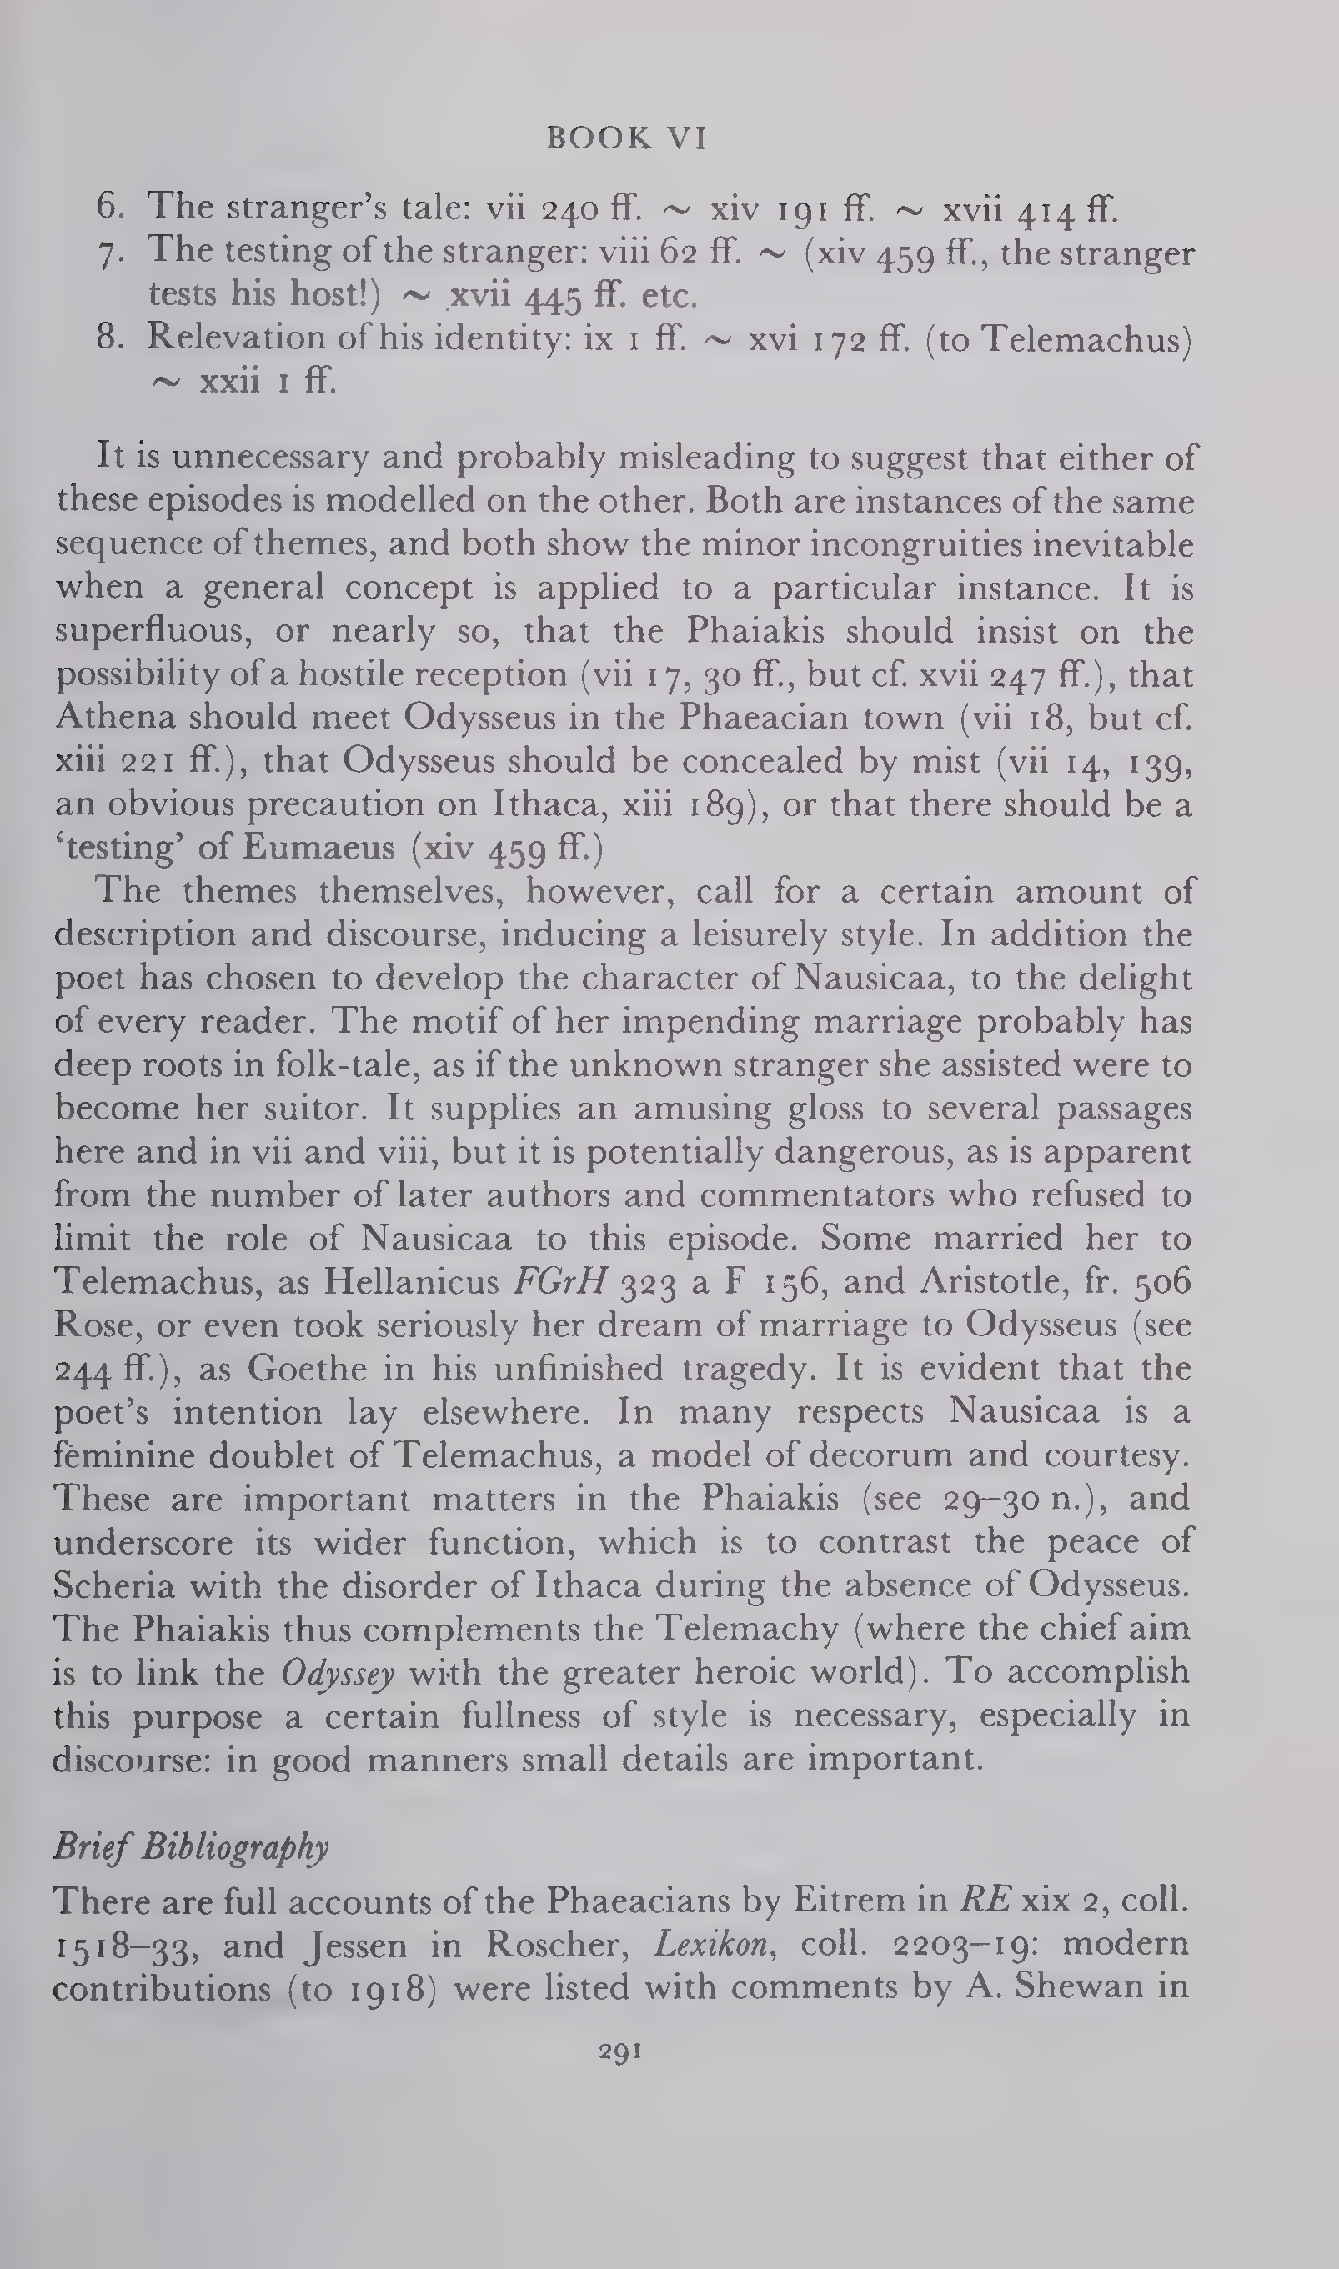 BOOK VI
6. The stranger's tale: vii 240 ff. ~ xiv 191 ff. ~ xvii 414 ff.
7. The testing of the stranger: viii 62 ff. ~ (xiv 459 ff., the stranger
tests his host!) ~ xvii 445 ff. etc.
8. Relevation of his identity: ix 1 ff. ~ xvi 172 ff. (to Telemachus)
~ xxii 1 ff.
It is unnecessary and probably misleading to suggest that either of
these episodes is modelled on the other. Both are instances of the same
sequence of themes, and both show the minor incongruities inevitable
when a general concept is applied to a particular instance. It is
superfluous, or nearly so, that the Phaiakis should insist on the
possibility of a hostile reception (vii 17, 30 ff., but cf. xvii 247 ff.), that
Athena should meet Odysseus in the Phaeacian town (vii 18, but cf.
xiii 221 ff.), that Odysseus should be concealed by mist (vii 14, 139,
an obvious precaution on Ithaca, xiii 189), or that there should be a
‘testing’ of Eumaeus (xiv 459 ff.)
The themes themselves, however, call for a certain amount of
description and discourse, inducing a leisurely style. In addition the
poet has chosen to develop the character of Nausicaa, to the delight
of every reader. The motif of her impending marriage probably has
deep roots in folk-tale, as if the unknown stranger she assisted were to
become her suitor. It supplies an amusing gloss to several passages
here and in vii and viii, but it is potentially dangerous, as is apparent
from the number of later authors and commentators who refused to
limit the role of Nausicaa to this episode. Some married her to
Telemachus, as Hellanicus FGrH 323 a F 156, and Aristotle, fr. 506
Rose, or even took seriously her dream of marriage to Odysseus (see
244 ff.), as Goethe in his unfinished tragedy. It is evident that the
poet's intention lay elsewhere. In many respects Nausicaa is a
feminine doublet of Telemachus, a model of decorum and courtesy.
These are important matters in the Phaiakis (see 29–30 n.), and
underscore its wider function, which is to contrast the peace of
Scheria with the disorder of Ithaca during the absence of Odysseus.
The Phaiakis thus complements the Telemachy (where the chief aim
is to link the Odyssey with the greater heroic world). To accomplish
this purpose a certain fullness of style is necessary, especially in
discourse: in good manners small details are important.
Brief Bibliography
There are full accounts of the Phaeacians by Eitrem in RE xix 2, coll.
1518–33, and Jessen in Roscher, Lexikon, coll. 2203–19: modern
contributions (to 1918) were listed with comments by A. Shewan in
291